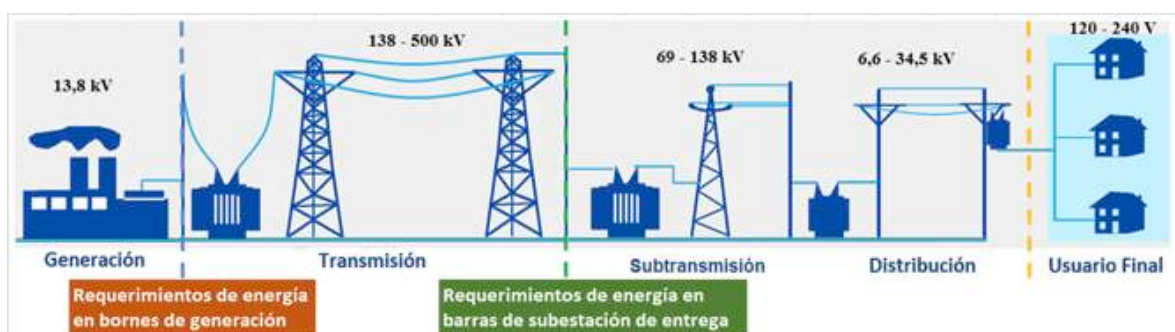 120 - 240 V
138 - 500 kV
69 - 138 kV
6,6 - 34,5 kV
13,8 kV
Generación
Transmisión
Subtransmisión
Distribución
Usuario Final
Requerimientos de energía
en bornes de generación
Requerimientos de energía en
barras de subestación de entrega